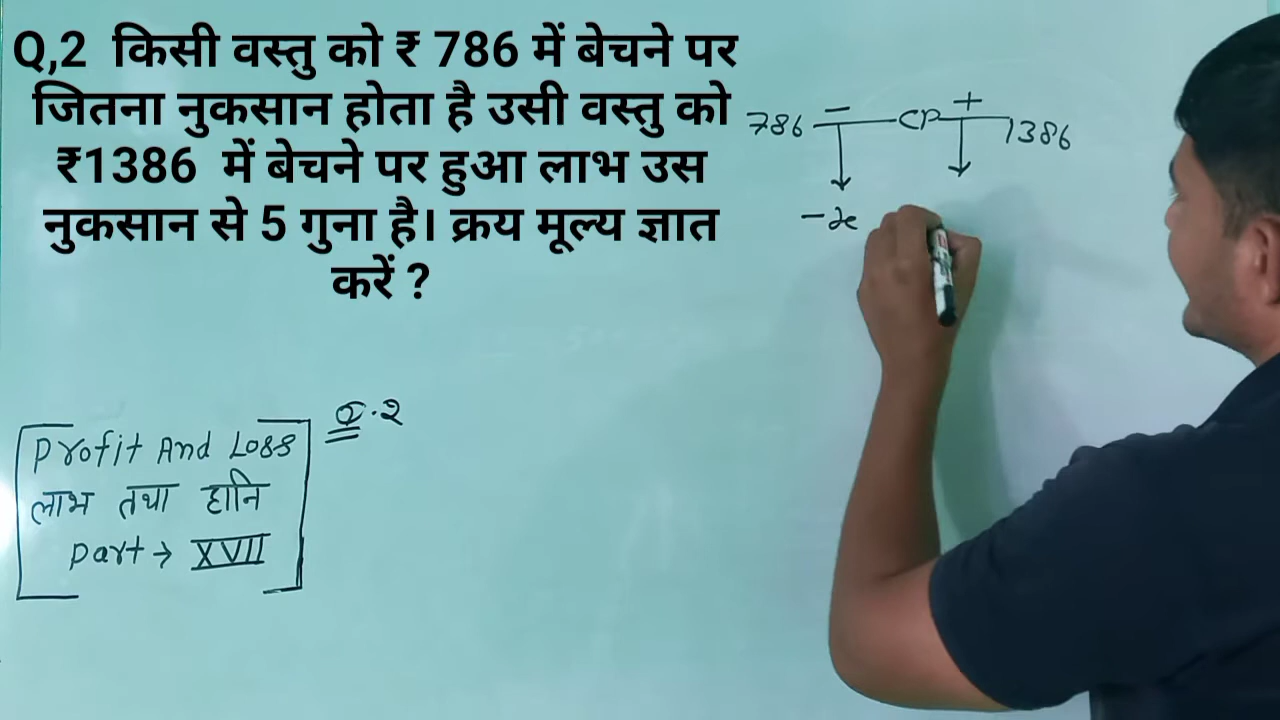 Q,2 किसी वस्तु को ₹ 786 में बेचने पर
जितना नुकसान होता है उसी वस्तु को
₹1386 में बेचने पर हुआ लाभ उस
नुकसान से 5 गुना है। क्रय मूल्य ज्ञात
करें ?
786 − CP + 1386
−x
Q.2
Profit And Loss
लाभ तथा हानि
Part → XVII